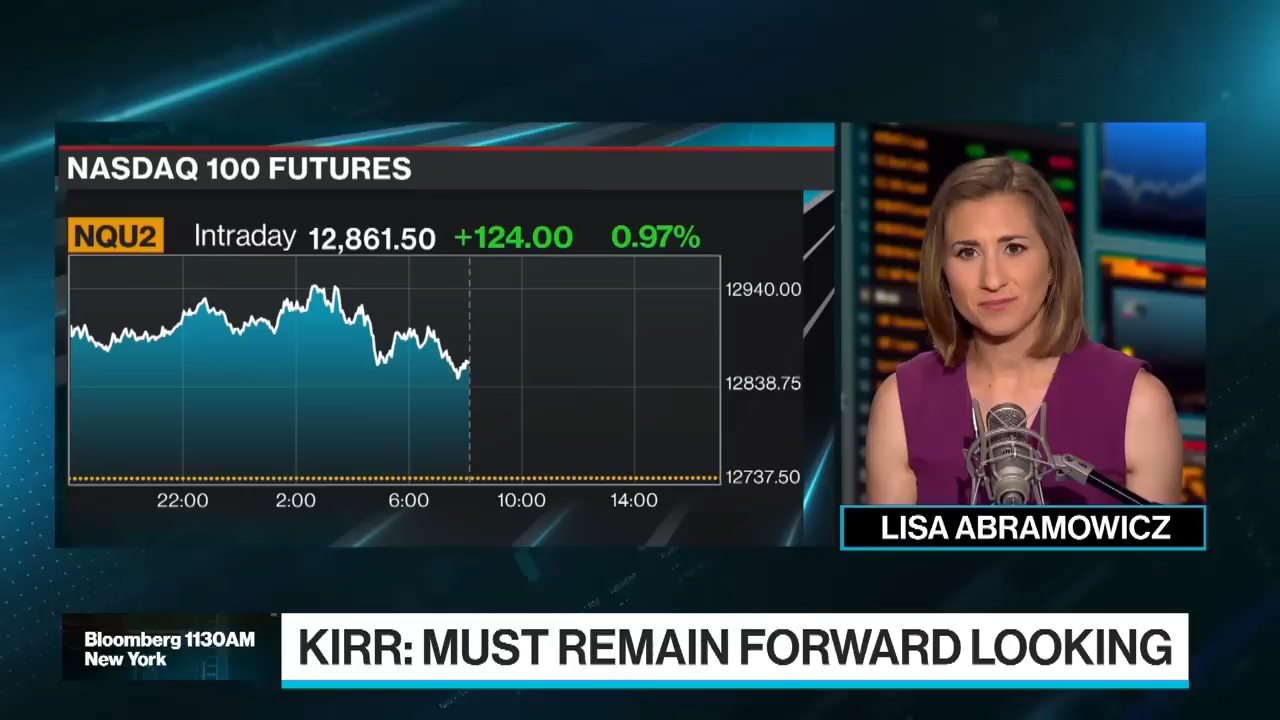 NASDAQ 100 FUTURES
NQU2 Intraday 12,861.50 +124.00 0.97%
12940.00
12838.75
12737.50
22:00 2:00 6:00 10:00 14:00
LISA ABRAMOWICZ
Bloomberg 1130AM
New York
KIRR: MUST REMAIN FORWARD LOOKING